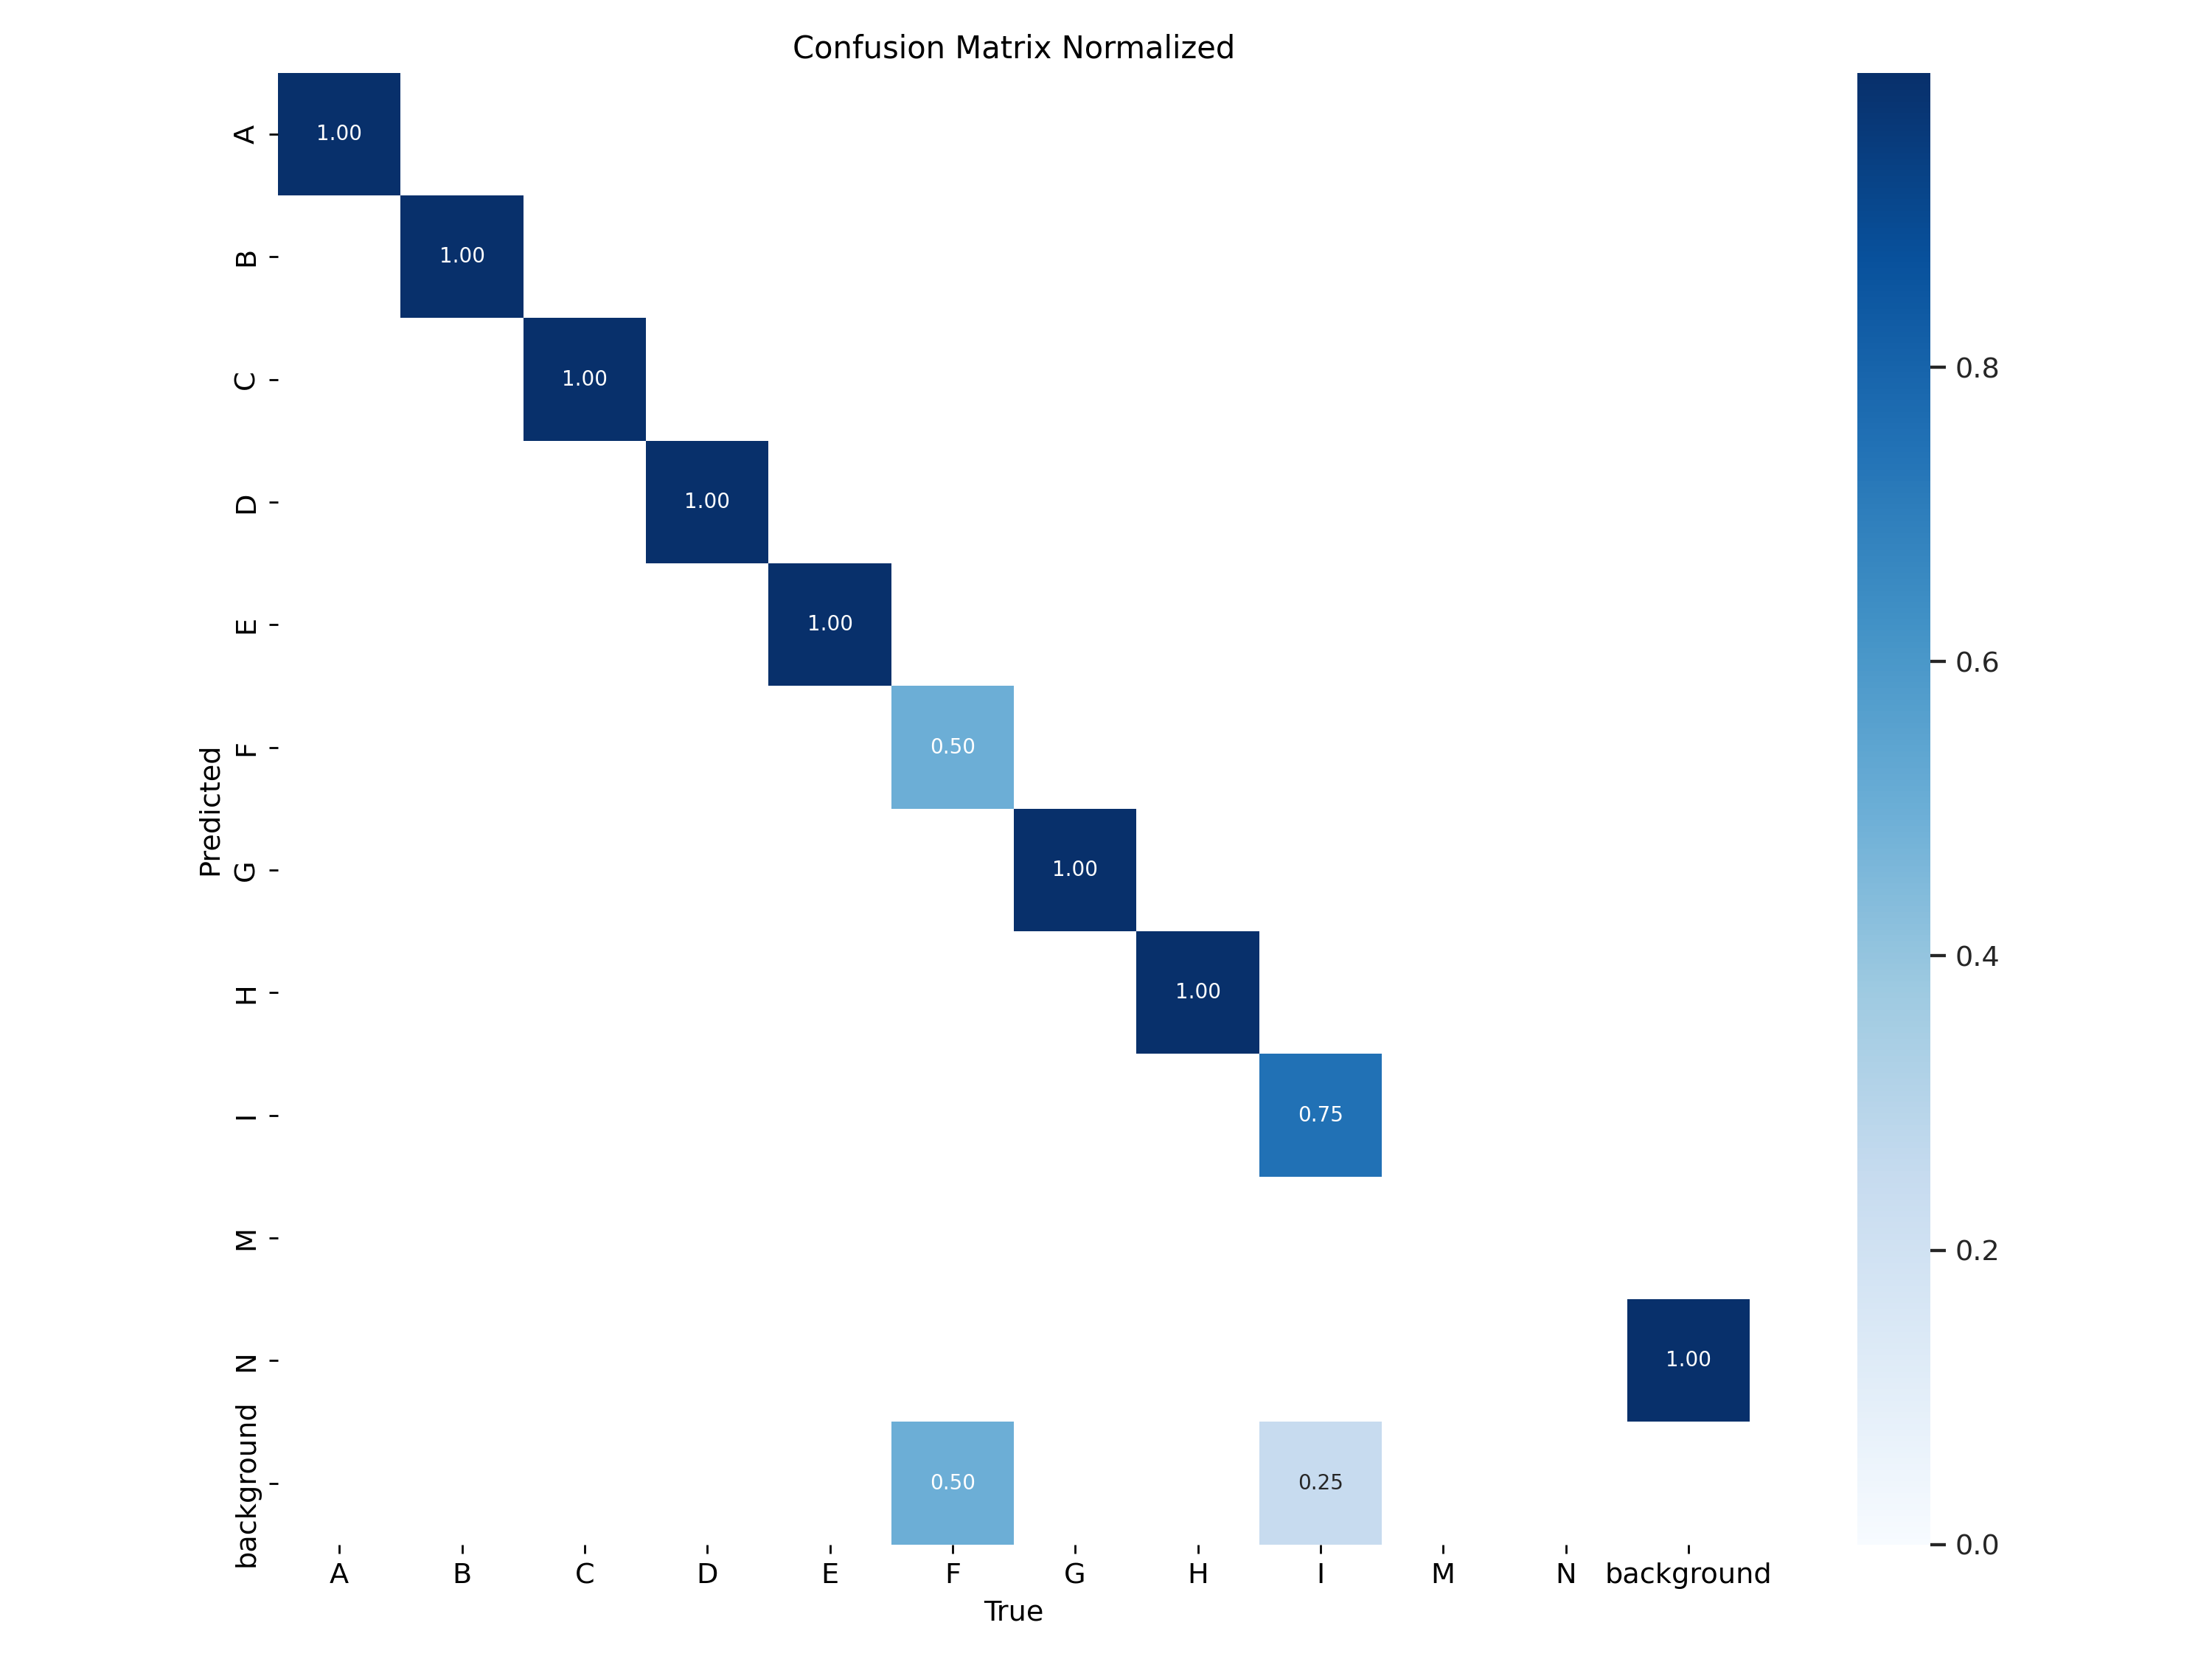 Confusion Matrix Normalized
A 1.00
B 1.00
C 1.00
0.8
D 1.00
E 1.00
0.6
F 0.50
Predicted
G 1.00
0.4
H 1.00
I 0.75
M
0.2
N 1.00
background 0.50 0.25
0.0
A B C D E F G H I M N background
True